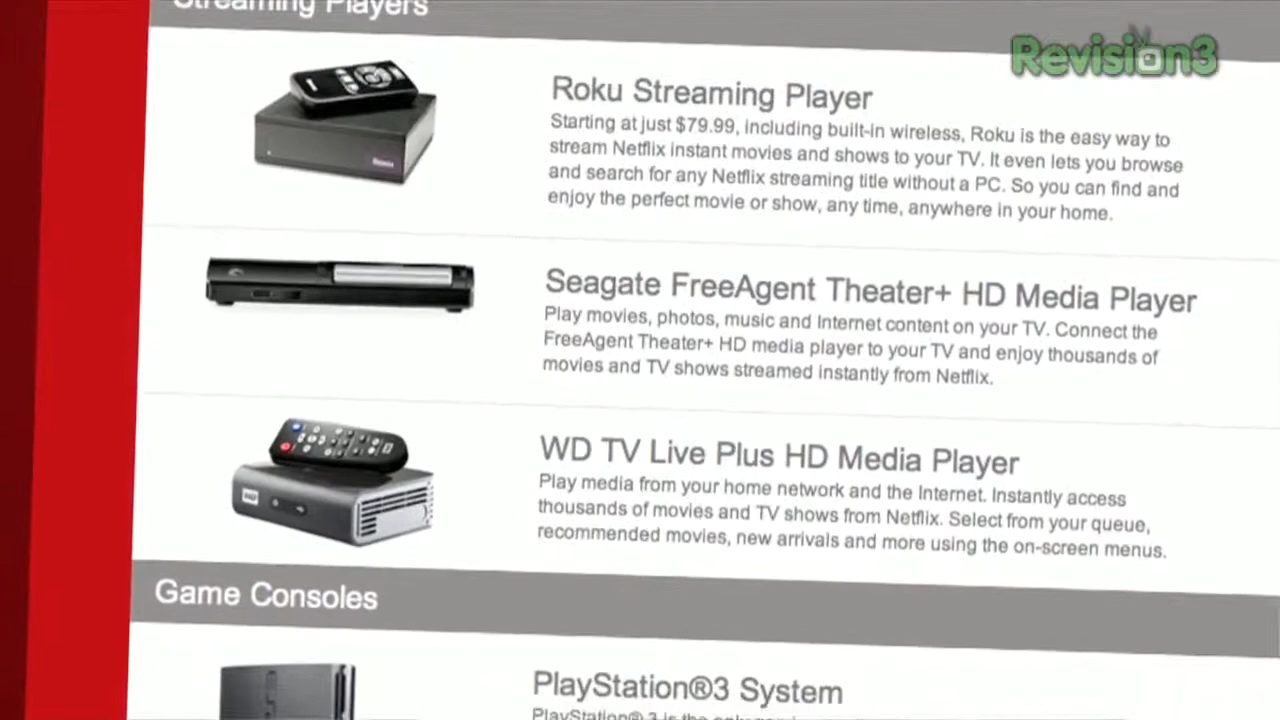 Streaming Players
Revision3
Roku Streaming Player
Starting at just $79.99, including built-in wireless, Roku is the easy way to
stream Netflix instant movies and shows to your TV. It even lets you browse
and search for any Netflix streaming title without a PC. So you can find and
enjoy the perfect movie or show, any time, anywhere in your home.
Seagate FreeAgent Theater+ HD Media Player
Play movies, photos, music and Internet content on your TV. Connect the
FreeAgent Theater+ HD media player to your TV and enjoy thousands of
movies and TV shows streamed instantly from Netflix.
WD TV Live Plus HD Media Player
Play media from your home network and the Internet. Instantly access
thousands of movies and TV shows from Netflix. Select from your queue,
recommended movies, new arrivals and more using the on-screen menus.
Game Consoles
PlayStation®3 System
PlayStation® 3 is the only